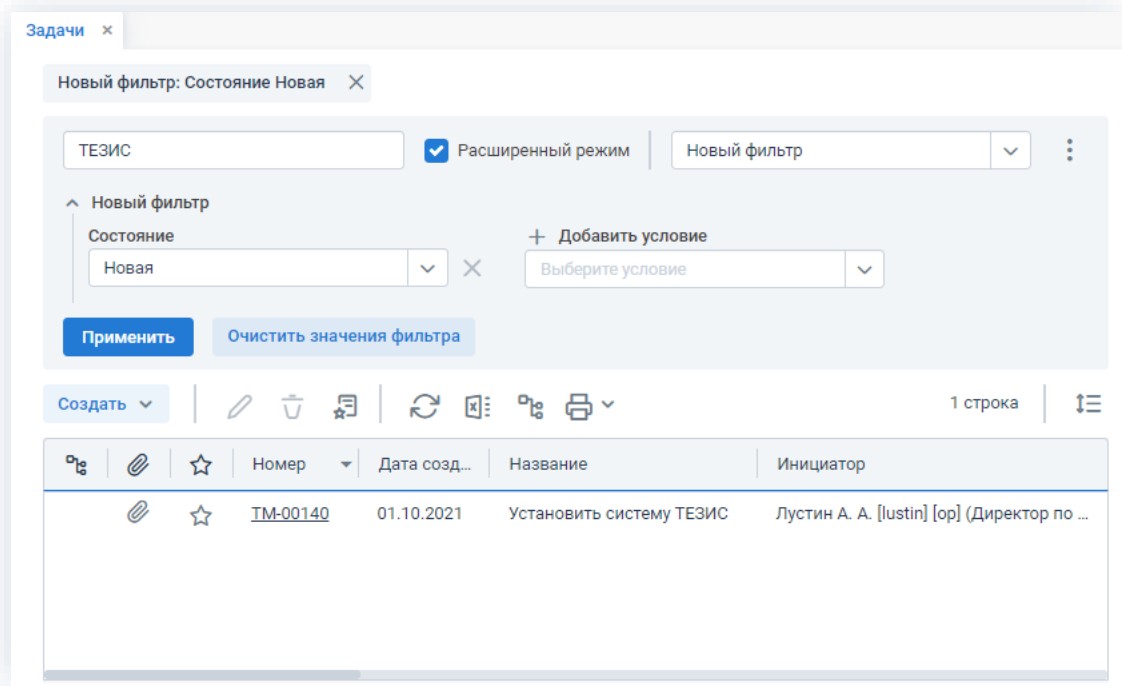 Задачи
Новый фильтр: Состояние Новая
ТЕЗИС Расширенный режим Новый фильтр
Новый фильтр
Состояние Добавить условие
Новая Выберите условие
Применить Очистить значения фильтра
Создать 1 строка
Номер Дата созд... Название Инициатор
ТМ-00140 01.10.2021 Установить систему ТЕЗИС Лустин А. А. [lustin] [op] (Директор по ...